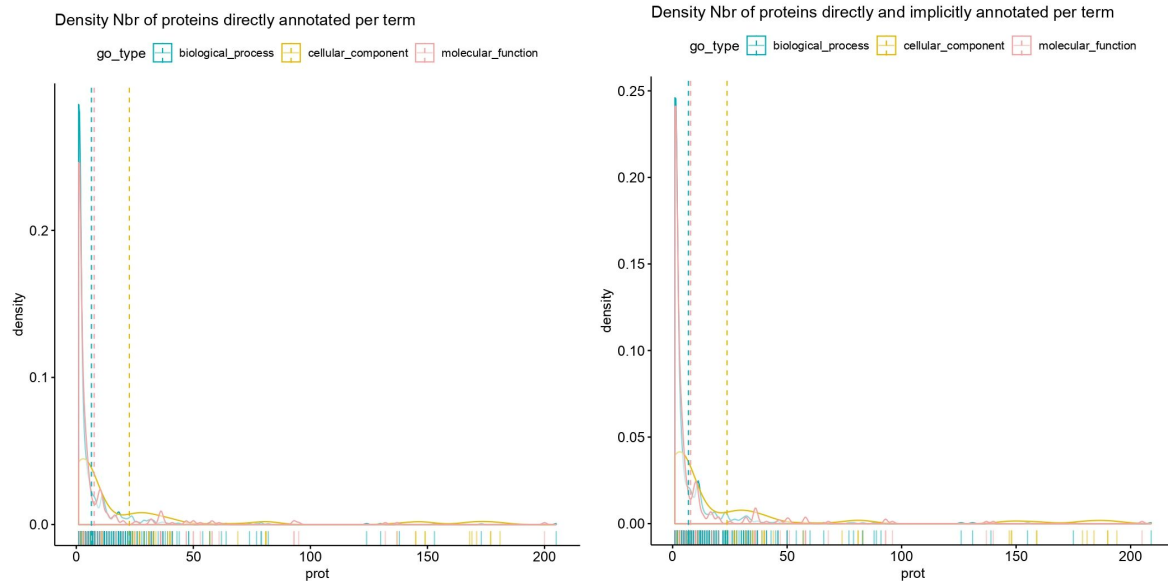 Density Nbr of proteins directly annotated per term
go_type biological_process cellular_component molecular_function
0.2
0.1
0.0
density
0 50 100 150 200
prot
Density Nbr of proteins directly and implicitly annotated per term
go_type biological_process cellular_component molecular_function
0.25
0.20
0.15
0.10
0.05
0.00
density
0 50 100 150 200
prot